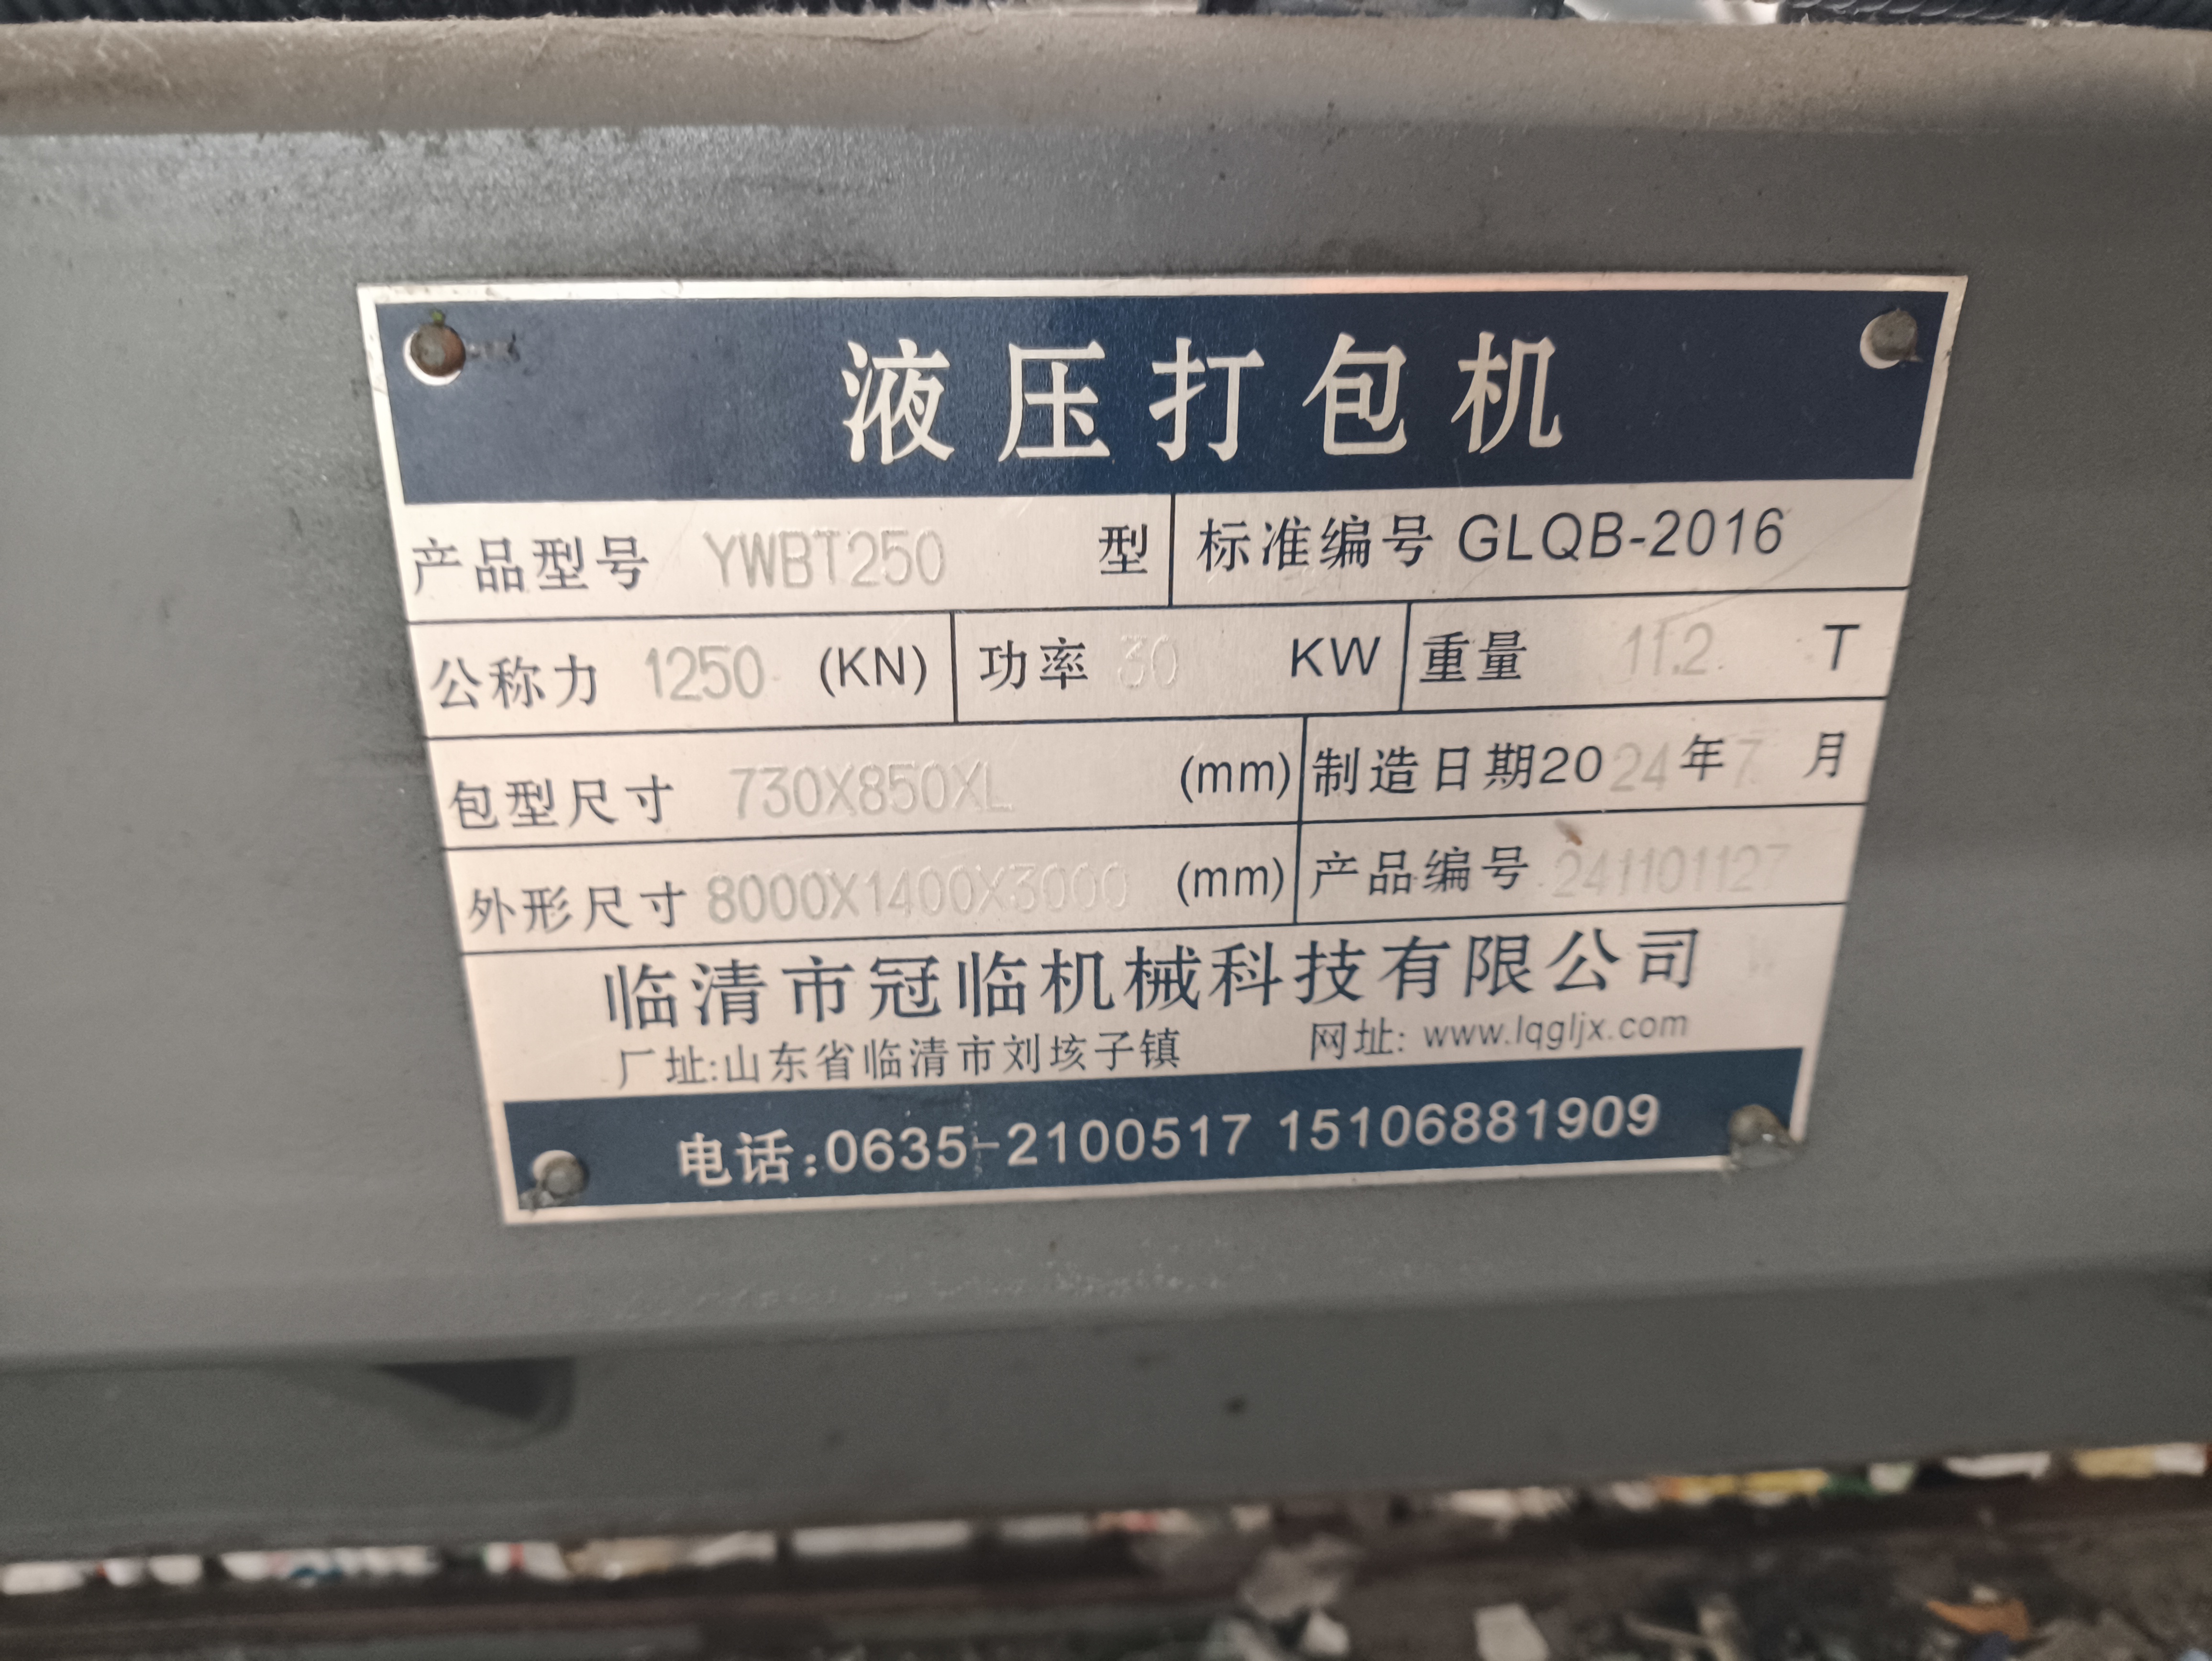 液压打包机
产品型号 YWBT250 型 标准编号 GLQB-2016
公称力 1250 (KN) 功率 30 KW 重量 11.2 T
包型尺寸 730X850XL (mm) 制造日期2024年7月
外形尺寸 8000X1400X3000 (mm) 产品编号 241101127
临清市冠临机械科技有限公司
厂址:山东省临清市刘垓子镇 网址: www.lqgljx.com
电话:0635-2100517 15106881909